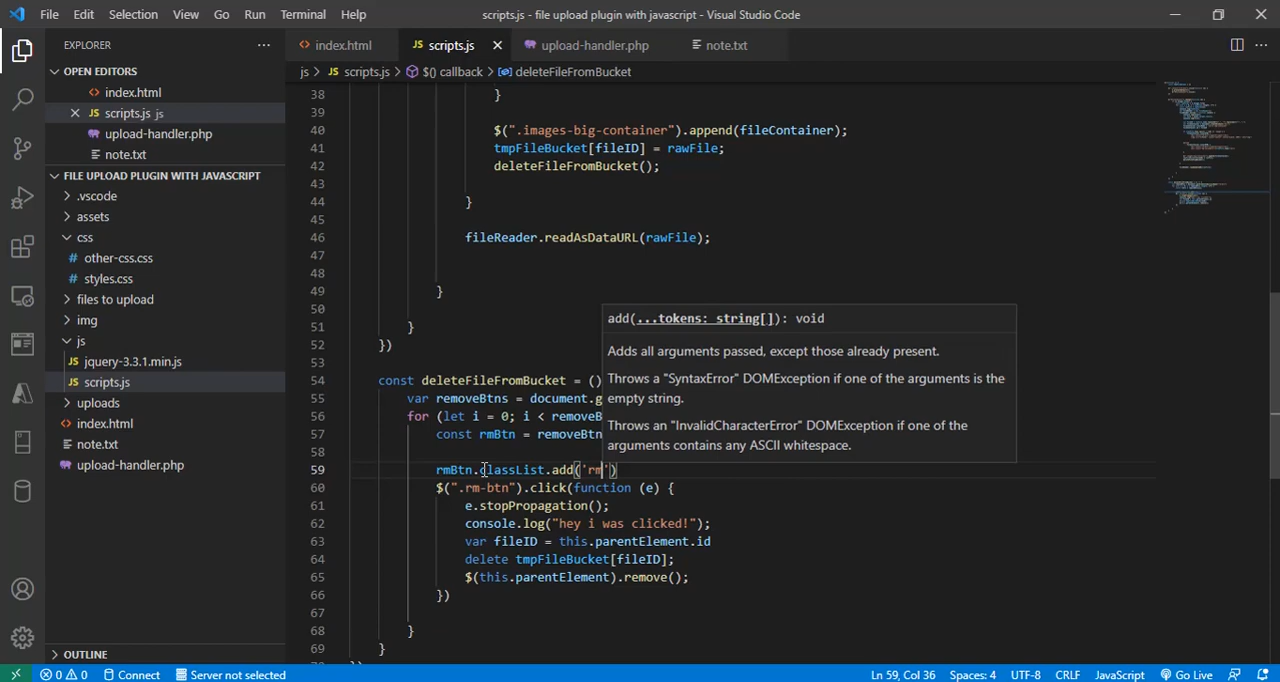 File Edit Selection View Go Run Terminal Help
scripts.js - file upload plugin with javascript - Visual Studio Code
EXPLORER
OPEN EDITORS
index.html
scripts.js js
upload-handler.php
note.txt
FILE UPLOAD PLUGIN WITH JAVASCRIPT
.vscode
assets
css
other-css.css
styles.css
files to upload
img
js
jquery-3.3.1.min.js
scripts.js
uploads
index.html
note.txt
upload-handler.php
OUTLINE
index.html JS scripts.js upload-handler.php note.txt
js > JS scripts.js > $() callback > deleteFileFromBucket
38 }
39
40 $(".images-big-container").append(fileContainer);
41 tmpFileBucket[fileID] = rawFile;
42 deleteFileFromBucket();
43
44 }
45
46 fileReader.readAsDataURL(rawFile);
47
48
49 }
50
51 }
52 })
53
54 const deleteFileFromBucket = ()
55 var removeBtns = document.g
56 for (let i = 0; i < removeB
57 const rmBtn = removeBtns
58
59 rmBtn.classList.add('rm')
60 $(".rm-btn").click(function (e) {
61 e.stopPropagation();
62 console.log("hey i was clicked!");
63 var fileID = this.parentElement.id
64 delete tmpFileBucket[fileID];
65 $(this.parentElement).remove();
66 })
67
68 }
69 }
add(...tokens: string[]): void
Adds all arguments passed, except those already present.
Throws a "SyntaxError" DOMException if one of the arguments is the
empty string.
Throws an "InvalidCharacterError" DOMException if one of the
arguments contains any ASCII whitespace.
0 0 Connect Server not selected Ln 59, Col 36 Spaces: 4 UTF-8 CRLF JavaScript Go Live